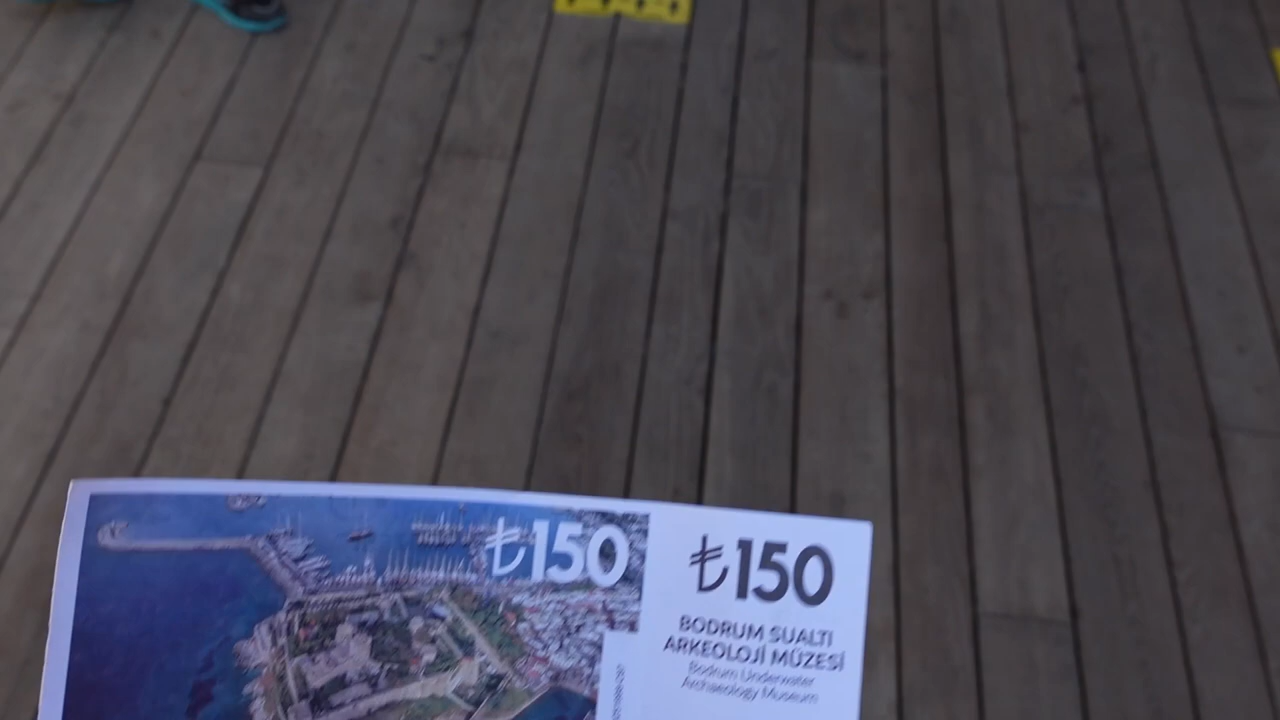 ₺150
₺150
BODRUM SUALTI
ARKEOLOJİ MÜZESİ
Bodrum Underwater
Archaeology Museum